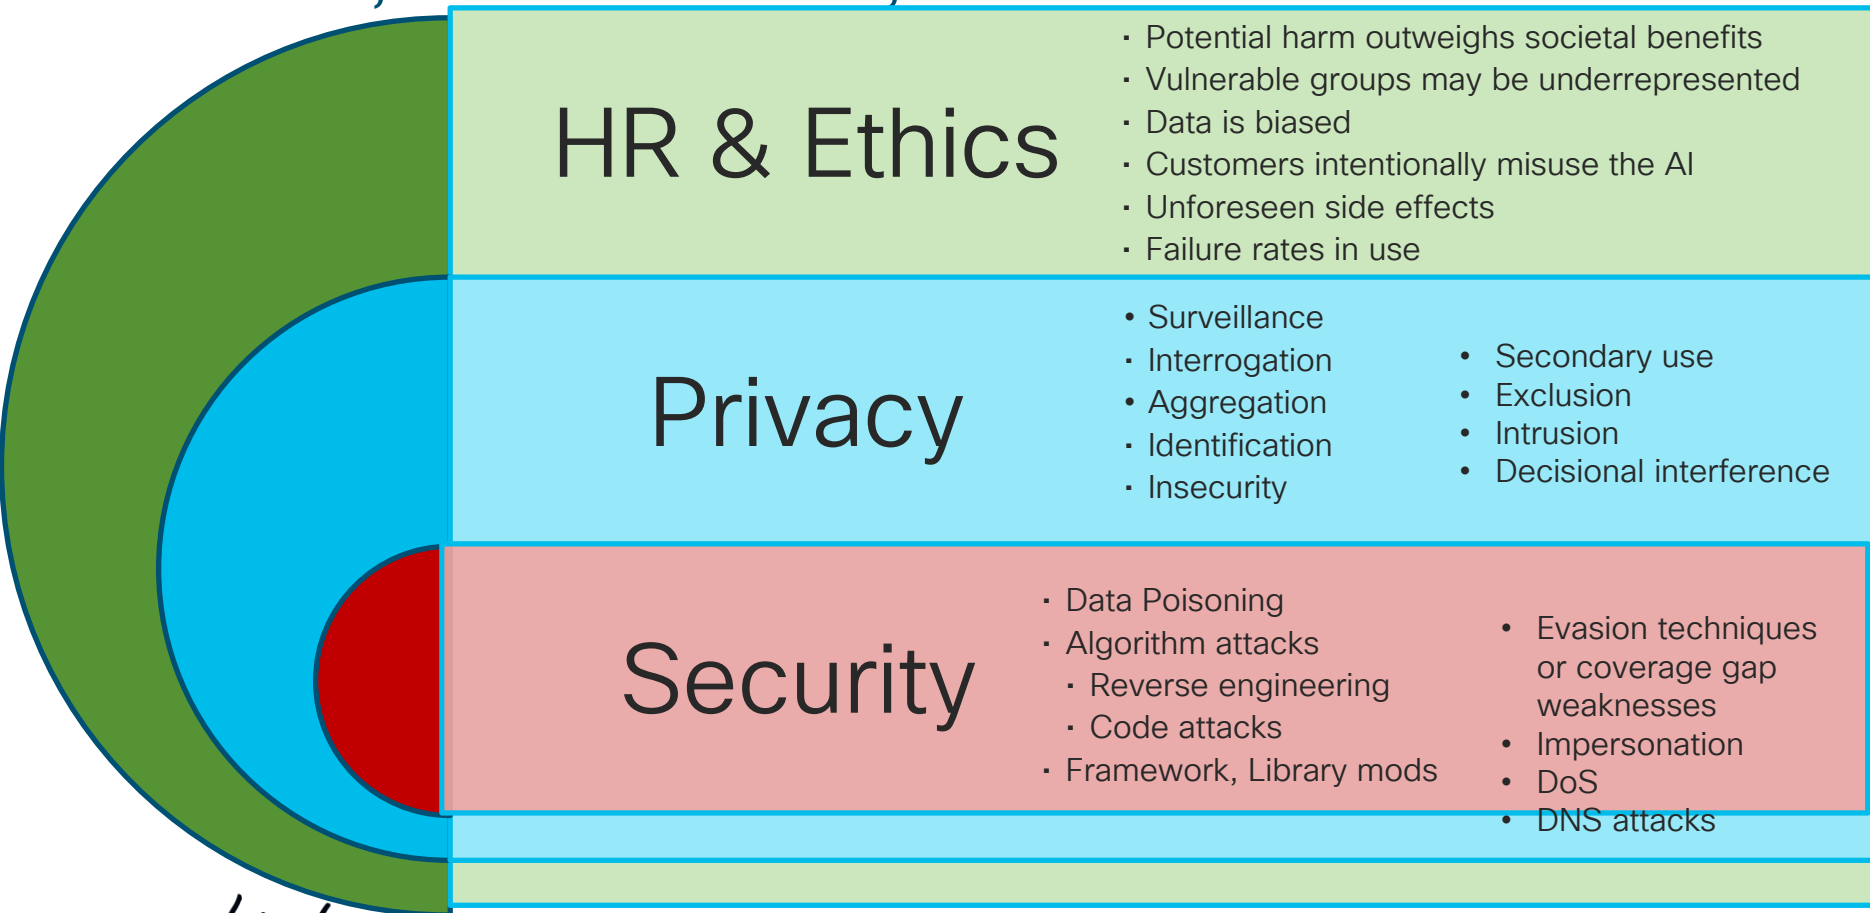 HR & Ethics
▪ Potential harm outweighs societal benefits
▪ Vulnerable groups may be underrepresented
▪ Data is biased
▪ Customers intentionally misuse the AI
▪ Unforeseen side effects
▪ Failure rates in use
Privacy
• Surveillance
▪ Interrogation
• Aggregation
▪ Identification
▪ Insecurity
• Secondary use
• Exclusion
• Intrusion
• Decisional interference
Security
▪ Data Poisoning
▪ Algorithm attacks
▪ Reverse engineering
▪ Code attacks
▪ Framework, Library mods
• Evasion techniques
or coverage gap
weaknesses
• Impersonation
• DoS
• DNS attacks